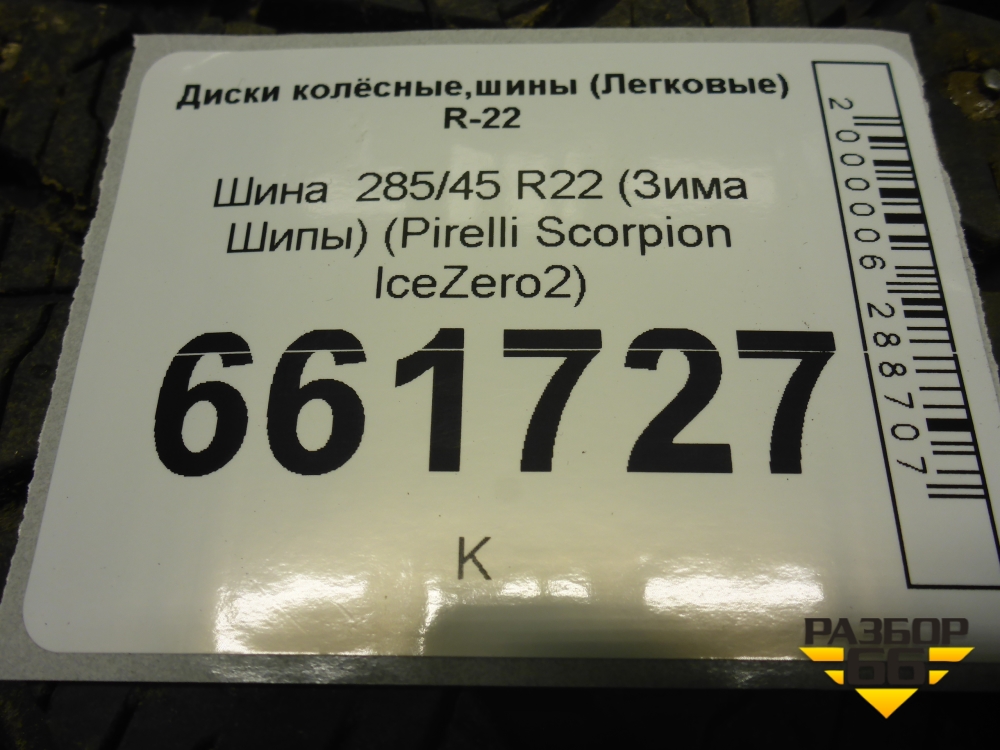 Диски колёсные,шины (Легковые)
R-22
Шина 285/45 R22 (Зима
Шипы) (Pirelli Scorpion
IceZero2)
661727
K
2000006288707
РАЗБОР
66